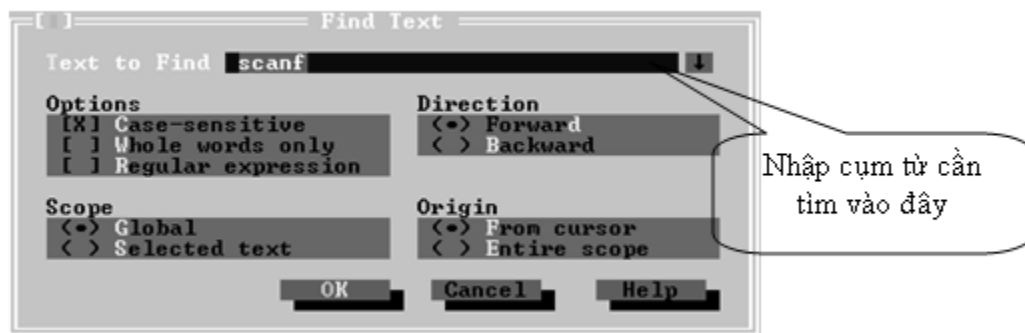 [ ] Find Text
Text to Find scanf ↓
Options Direction
[X] Case-sensitive (•) Forward
[ ] Whole words only ( ) Backward
[ ] Regular expression
Nhập cụm từ cần
tìm vào đây
Scope Origin
(•) Global (•) From cursor
( ) Selected text ( ) Entire scope
OK Cancel Help